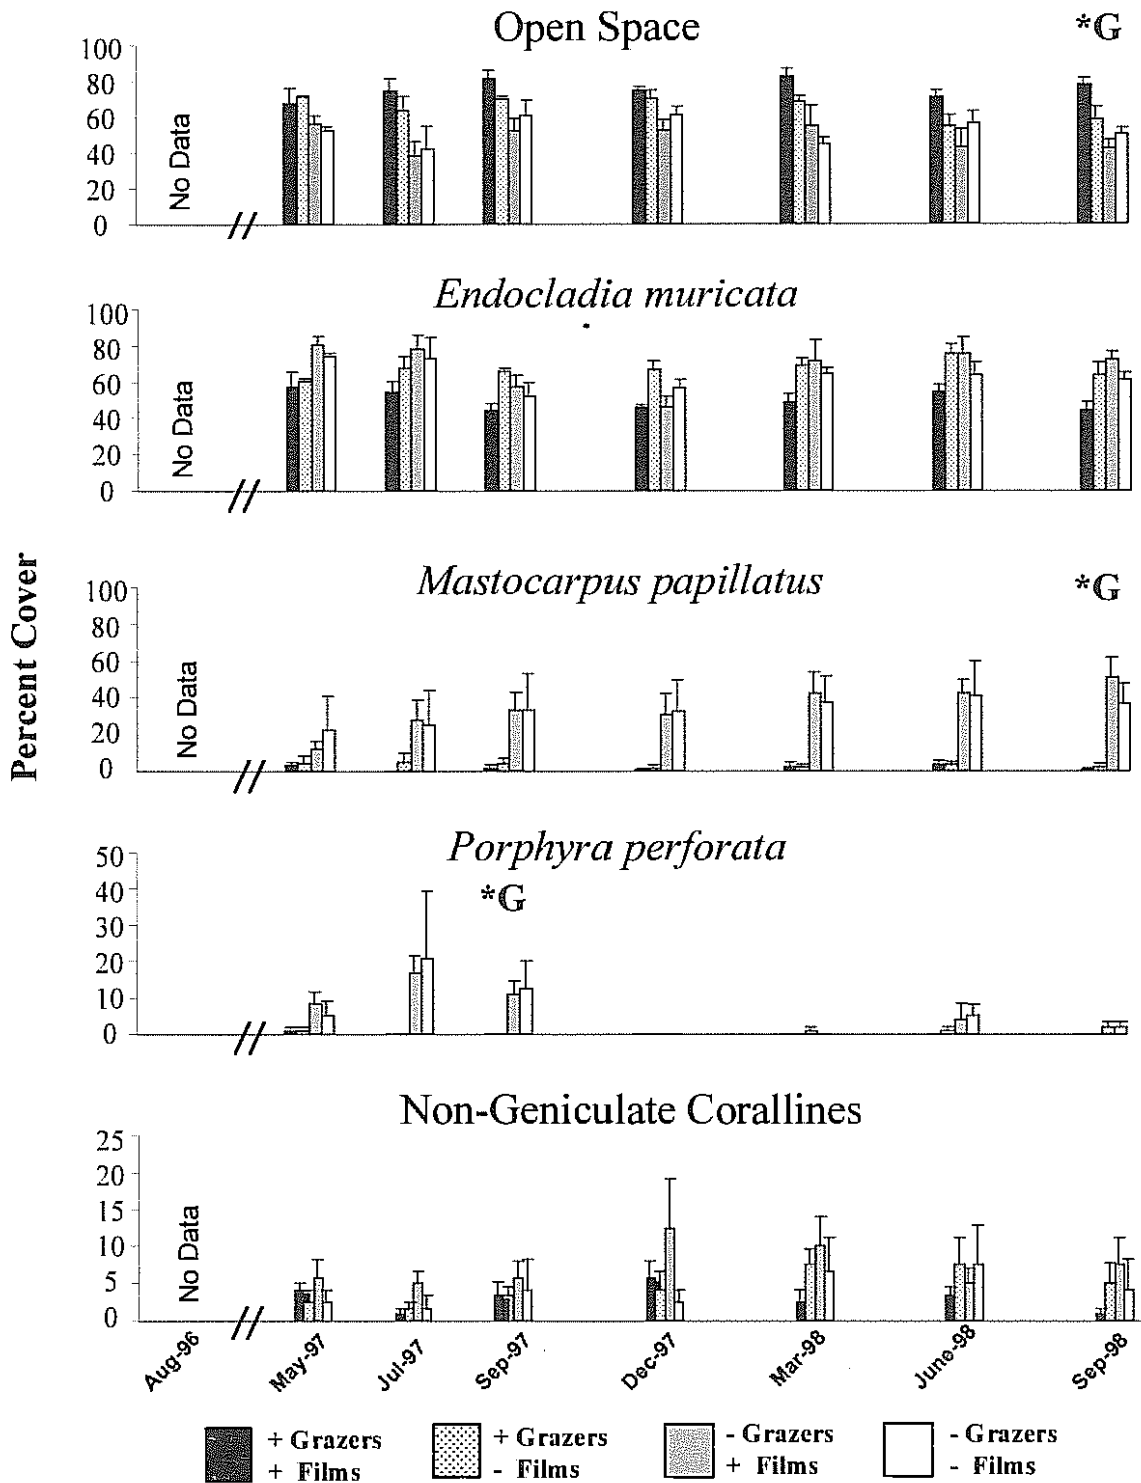 Open Space *G
100
80
60
40
20
0
No Data
Endocladia muricata
100
80
60
40
20
0
No Data
Percent Cover
Mastocarpus papillatus *G
100
80
60
40
20
0
No Data
Porphyra perforata
*G
50
40
30
20
10
0
Non-Geniculate Corallines
25
20
15
10
5
0
No Data
Aug-96 May-97 Jul-97 Sep-97 Dec-97 Mar-98 June-98 Sep-98
+ Grazers + Grazers - Grazers - Grazers
+ Films - Films + Films - Films